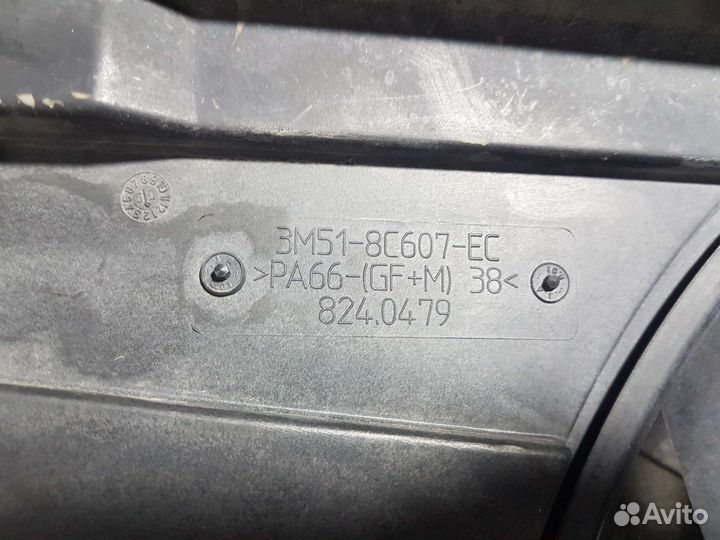 3M51-8C607-EC
>PA66-(GF+M) 38<
824.0479
Avito